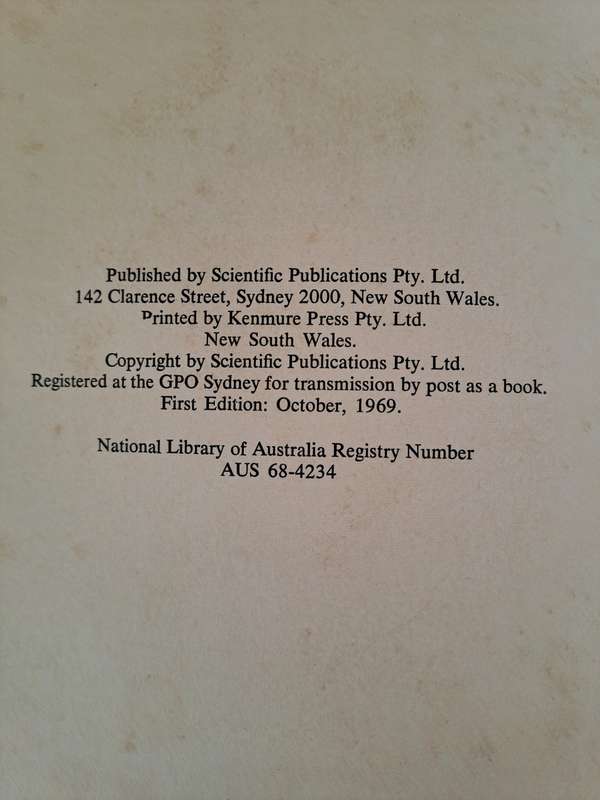 Published by Scientific Publications Pty. Ltd.
142 Clarence Street, Sydney 2000, New South Wales.
Printed by Kenmure Press Pty. Ltd.
New South Wales.
Copyright by Scientific Publications Pty. Ltd.
Registered at the GPO Sydney for transmission by post as a book.
First Edition: October, 1969.
National Library of Australia Registry Number
AUS 68-4234